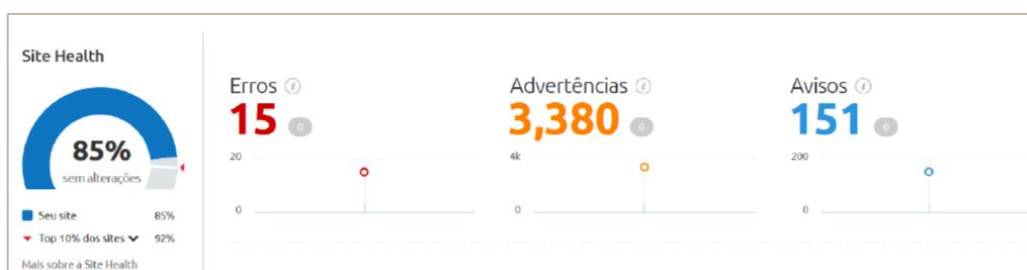 Site Health
85%
sem alterações
Seu site 85%
Top 10% dos sites 92%
Mais sobre a Site Health
Erros i
15 0
20
0
Advertências i
3,380 0
4k
0
Avisos i
151 0
200
0